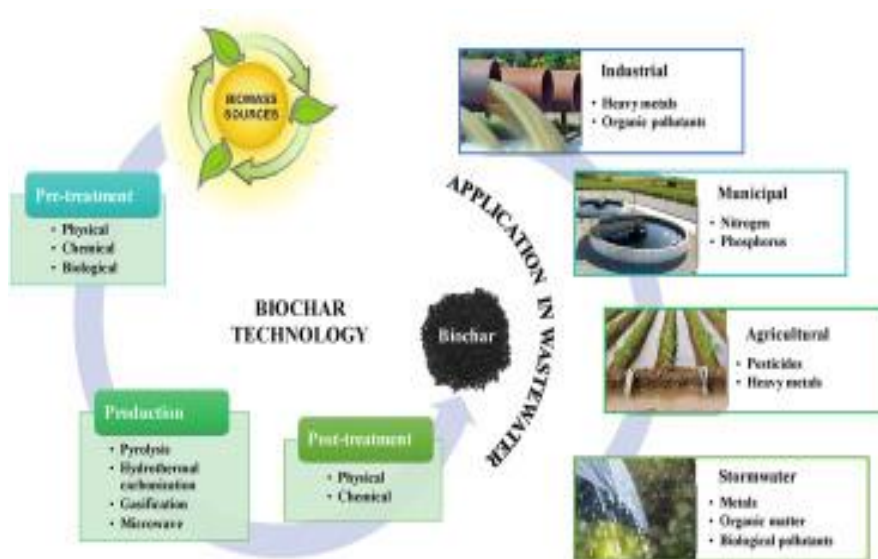 BIOMASS
SOURCES
Pre-treatment
• Physical
• Chemical
• Biological
BIOCHAR
TECHNOLOGY
Production
• Pyrolysis
• Hydrothermal
carbonization
• Gasification
• Microwave
Post-treatment
• Physical
• Chemical
Biochar
APPLICATION IN WASTEWATER
Industrial
• Heavy metals
• Organic pollutants
Municipal
• Nitrogen
• Phosphorus
Agricultural
• Pesticides
• Heavy metals
Stormwater
• Metals
• Organic matter
• Biological pollutants